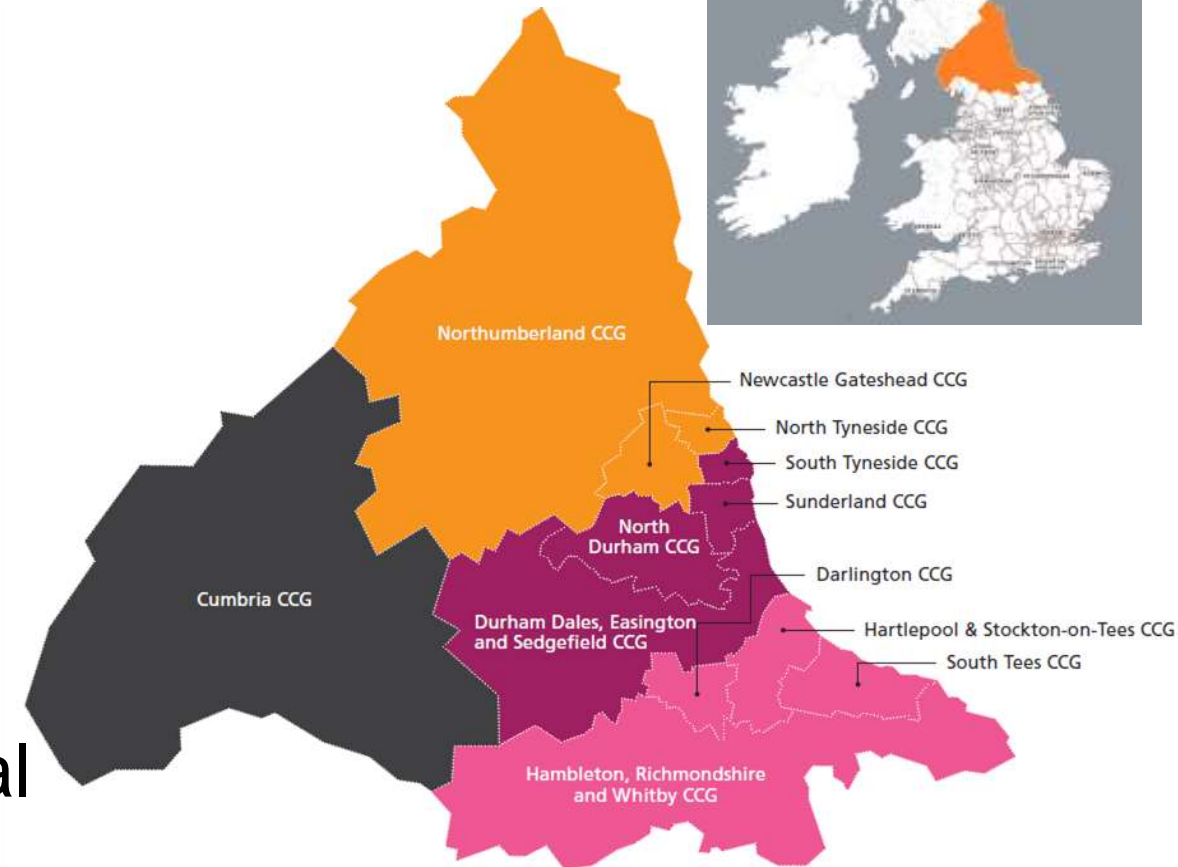 Northumberland CCG
Newcastle Gateshead CCG
North Tyneside CCG
South Tyneside CCG
Sunderland CCG
North
Durham CCG
Darlington CCG
Cumbria CCG
Durham Dales, Easington
and Sedgefield CCG
Hartlepool & Stockton-on-Tees CCG
South Tees CCG
al
Hambleton, Richmondshire
and Whitby CCG